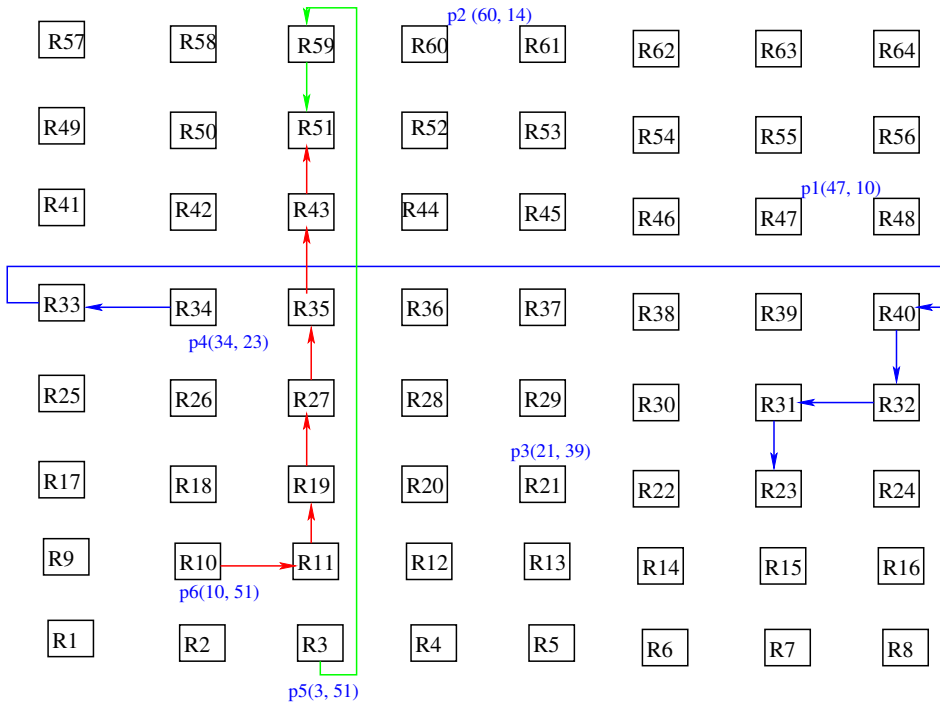 p2 (60, 14)
R57 R58 R59 R60 R61 R62 R63 R64
R49 R50 R51 R52 R53 R54 R55 R56
p1(47, 10)
R41 R42 R43 R44 R45 R46 R47 R48
R33 R34 R35 R36 R37 R38 R39 R40
p4(34, 23)
R25 R26 R27 R28 R29 R30 R31 R32
p3(21, 39)
R17 R18 R19 R20 R21 R22 R23 R24
R9 R10 R11 R12 R13 R14 R15 R16
p6(10, 51)
R1 R2 R3 R4 R5 R6 R7 R8
p5(3, 51)